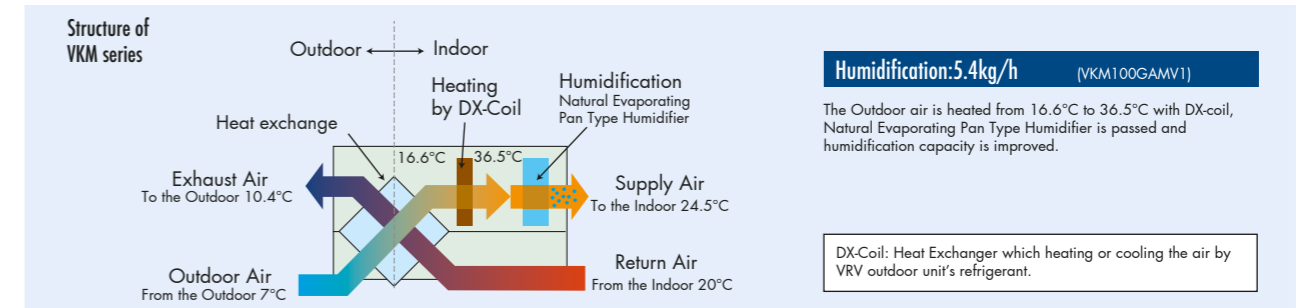 Structure of
VKM series
Outdoor
Indoor
Heating
by DX-Coil
Humidification
Natural Evaporating
Pan Type Humidifier
Heat exchange
16.6°C
36.5°C
Exhaust Air
To the Outdoor 10.4°C
Supply Air
To the Indoor 24.5°C
Outdoor Air
From the Outdoor 7°C
Return Air
From the Indoor 20°C
Humidification:5.4kg/h (VKM100GAMV1)
The Outdoor air is heated from 16.6°C to 36.5°C with DX-coil,
Natural Evaporating Pan Type Humidifier is passed and
humidification capacity is improved.
DX-Coil: Heat Exchanger which heating or cooling the air by
VRV outdoor unit's refrigerant.